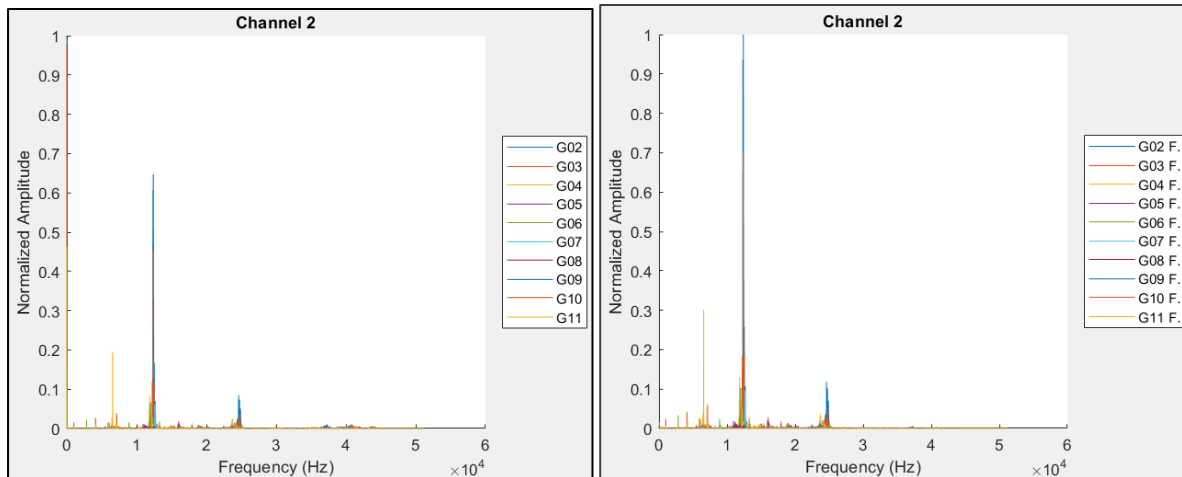 Channel 2
1
0.9
0.8
0.7
0.6
0.5
0.4
0.3
0.2
0.1
0
Normalized Amplitude
0 1 2 3 4 5 6
Frequency (Hz)
×10⁴
G02
G03
G04
G05
G06
G07
G08
G09
G10
G11
Channel 2
1
0.9
0.8
0.7
0.6
0.5
0.4
0.3
0.2
0.1
0
Normalized Amplitude
0 1 2 3 4 5 6
Frequency (Hz)
×10⁴
G02 F.
G03 F.
G04 F.
G05 F.
G06 F.
G07 F.
G08 F.
G09 F.
G10 F.
G11 F.